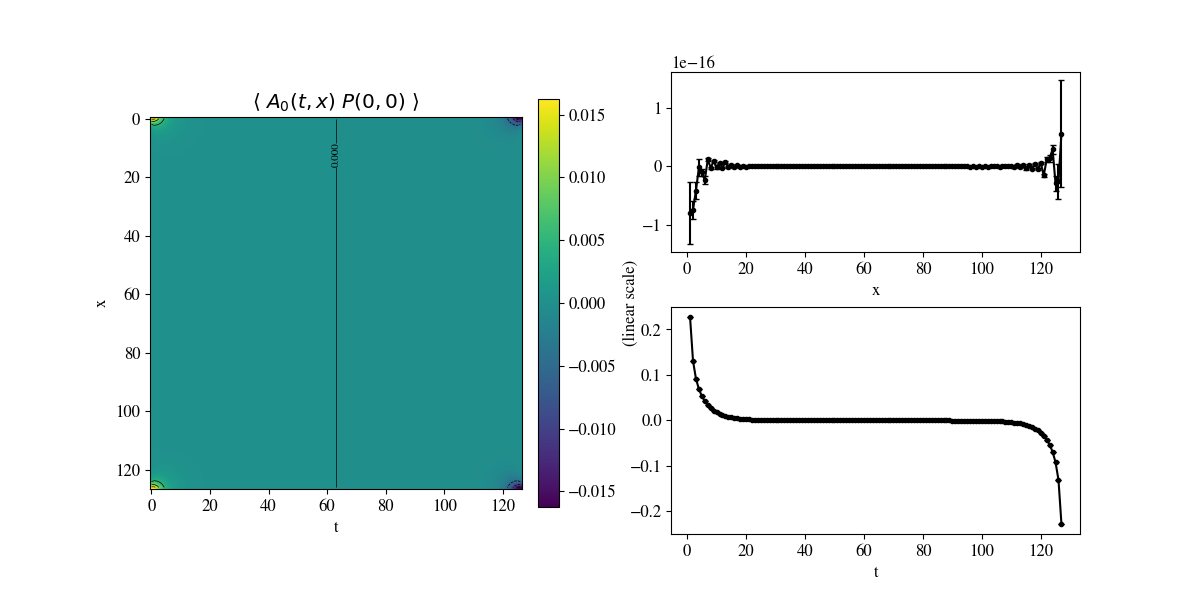 ⟨ A₀(t, x) P(0, 0) ⟩
0
20
40
60
80
100
120
x
0.000
0 20 40 60 80 100 120
t
0.015
0.010
0.005
0.000
−0.005
−0.010
−0.015
1e−16
1
0
−1
0 20 40 60 80 100 120
x
(linear scale)
0.2
0.1
0.0
−0.1
−0.2
0 20 40 60 80 100 120
t